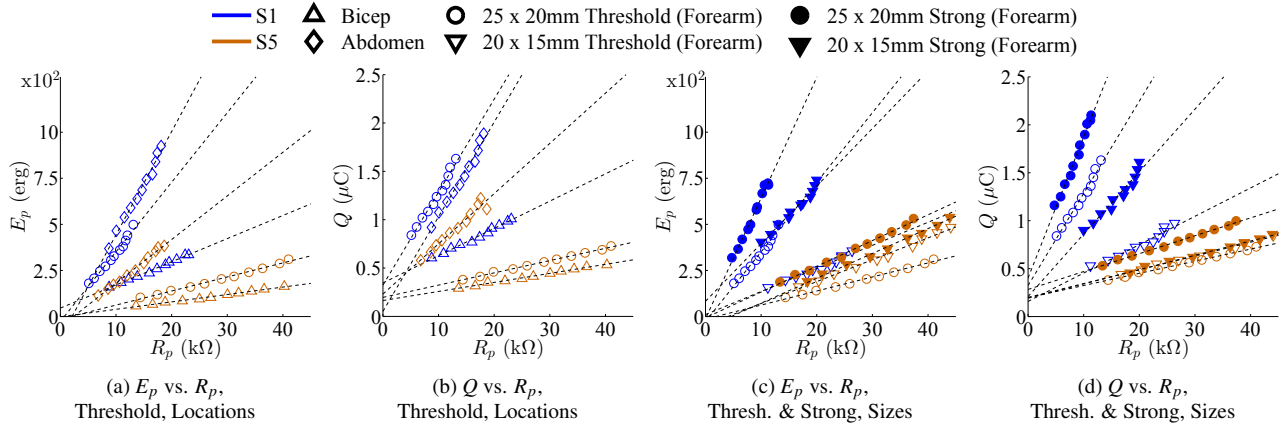 S1 Bicep 25 x 20mm Threshold (Forearm) 25 x 20mm Strong (Forearm)
S5 Abdomen 20 x 15mm Threshold (Forearm) 20 x 15mm Strong (Forearm)
x10²
10
7.5
5
2.5
0
E_p (erg)
0 10 20 30 40
R_p (kΩ)
(a) E_p vs. R_p,
Threshold, Locations
2.5
2
1.5
1
0.5
0
Q (μC)
0 10 20 30 40
R_p (kΩ)
(b) Q vs. R_p,
Threshold, Locations
x10²
10
7.5
5
2.5
0
E_p (erg)
0 10 20 30 40
R_p (kΩ)
(c) E_p vs. R_p,
Thresh. & Strong, Sizes
2.5
2
1.5
1
0.5
0
Q (μC)
0 10 20 30 40
R_p (kΩ)
(d) Q vs. R_p,
Thresh. & Strong, Sizes